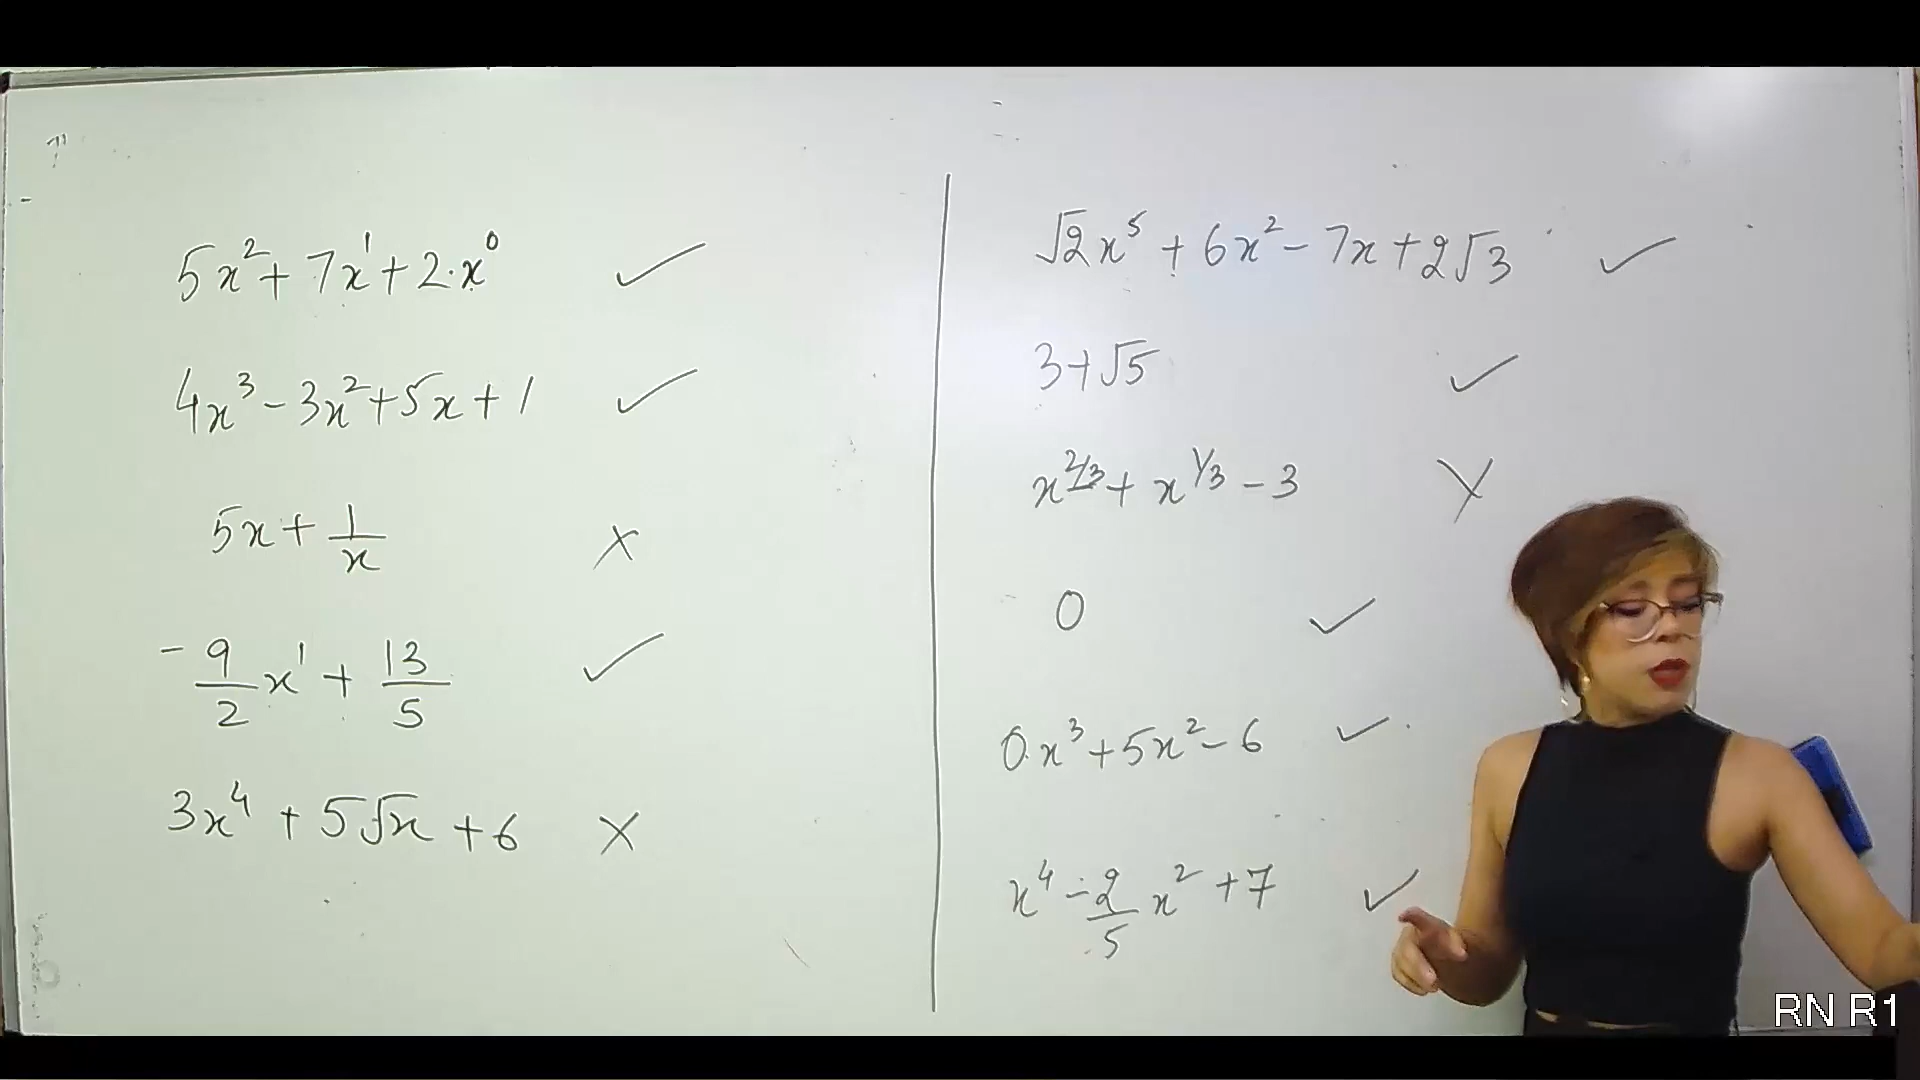 5x² + 7x¹ + 2·x⁰ ✓
4x³ - 3x² + 5x + 1 ✓
5x + 1/x ✗
-9/2 x¹ + 13/5 ✓
3x⁴ + 5√x + 6 ✗
√2x⁵ + 6x² - 7x + 2√3 ✓
3 + √5 ✓
x^(2/3) + x^(1/3) - 3 ✗
0 ✓
0.x³ + 5x² - 6 ✓
x⁴ - 2/5 x² + 7 ✓
RN R1